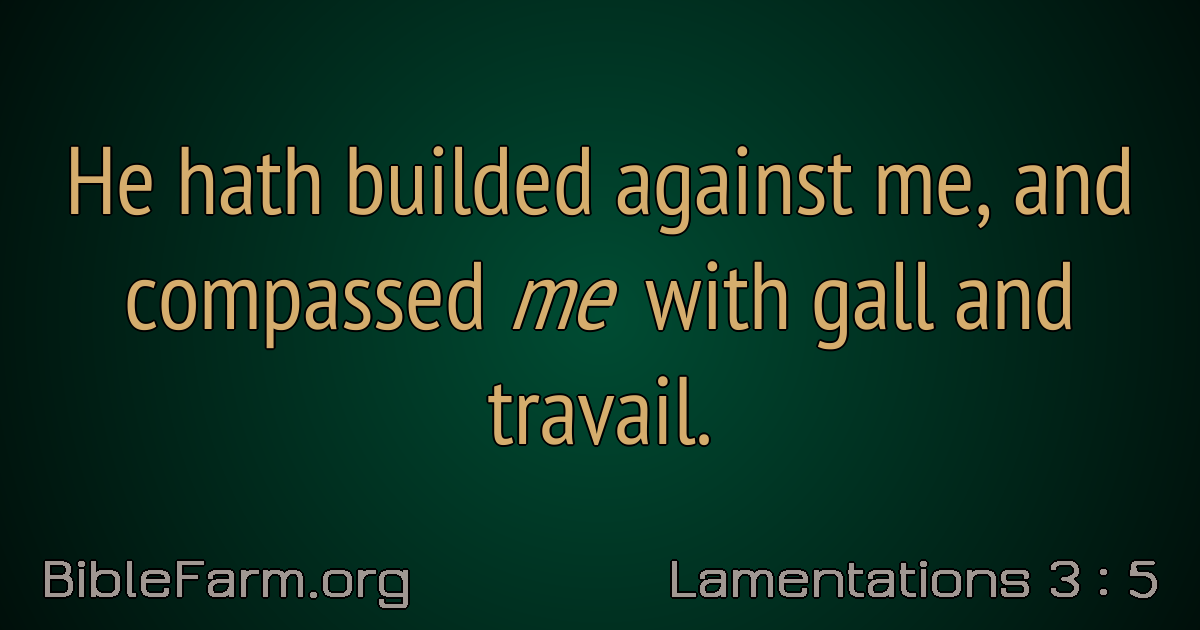 He hath builded against me, and
compassed me with gall and
travail.
BibleFarm.org
Lamentations 3 : 5